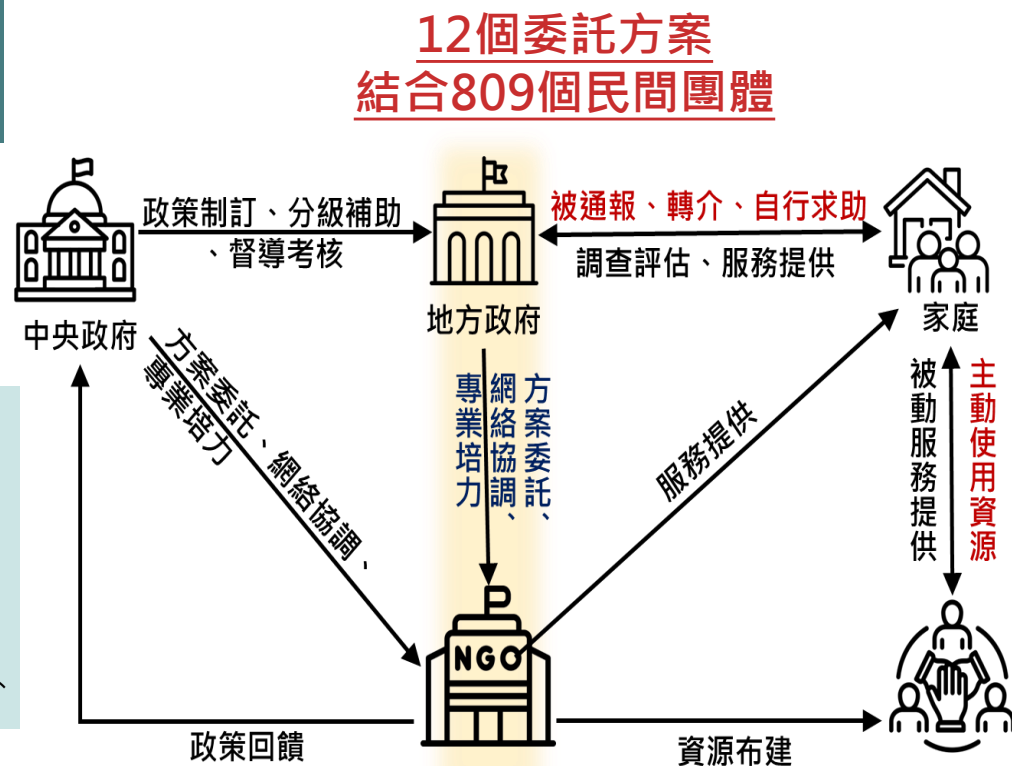 12個委託方案
結合809個民間團體
政策制訂、分級補助
、督導考核
被通報、轉介、自行求助
調查評估、服務提供
中央政府
地方政府
家庭
方案委託、網絡協調、
專業培力
方案委託、
網絡協調、
專業培力
服務提供
被動服務提供
主動使用資源
NGO
政策回饋
資源布建
、